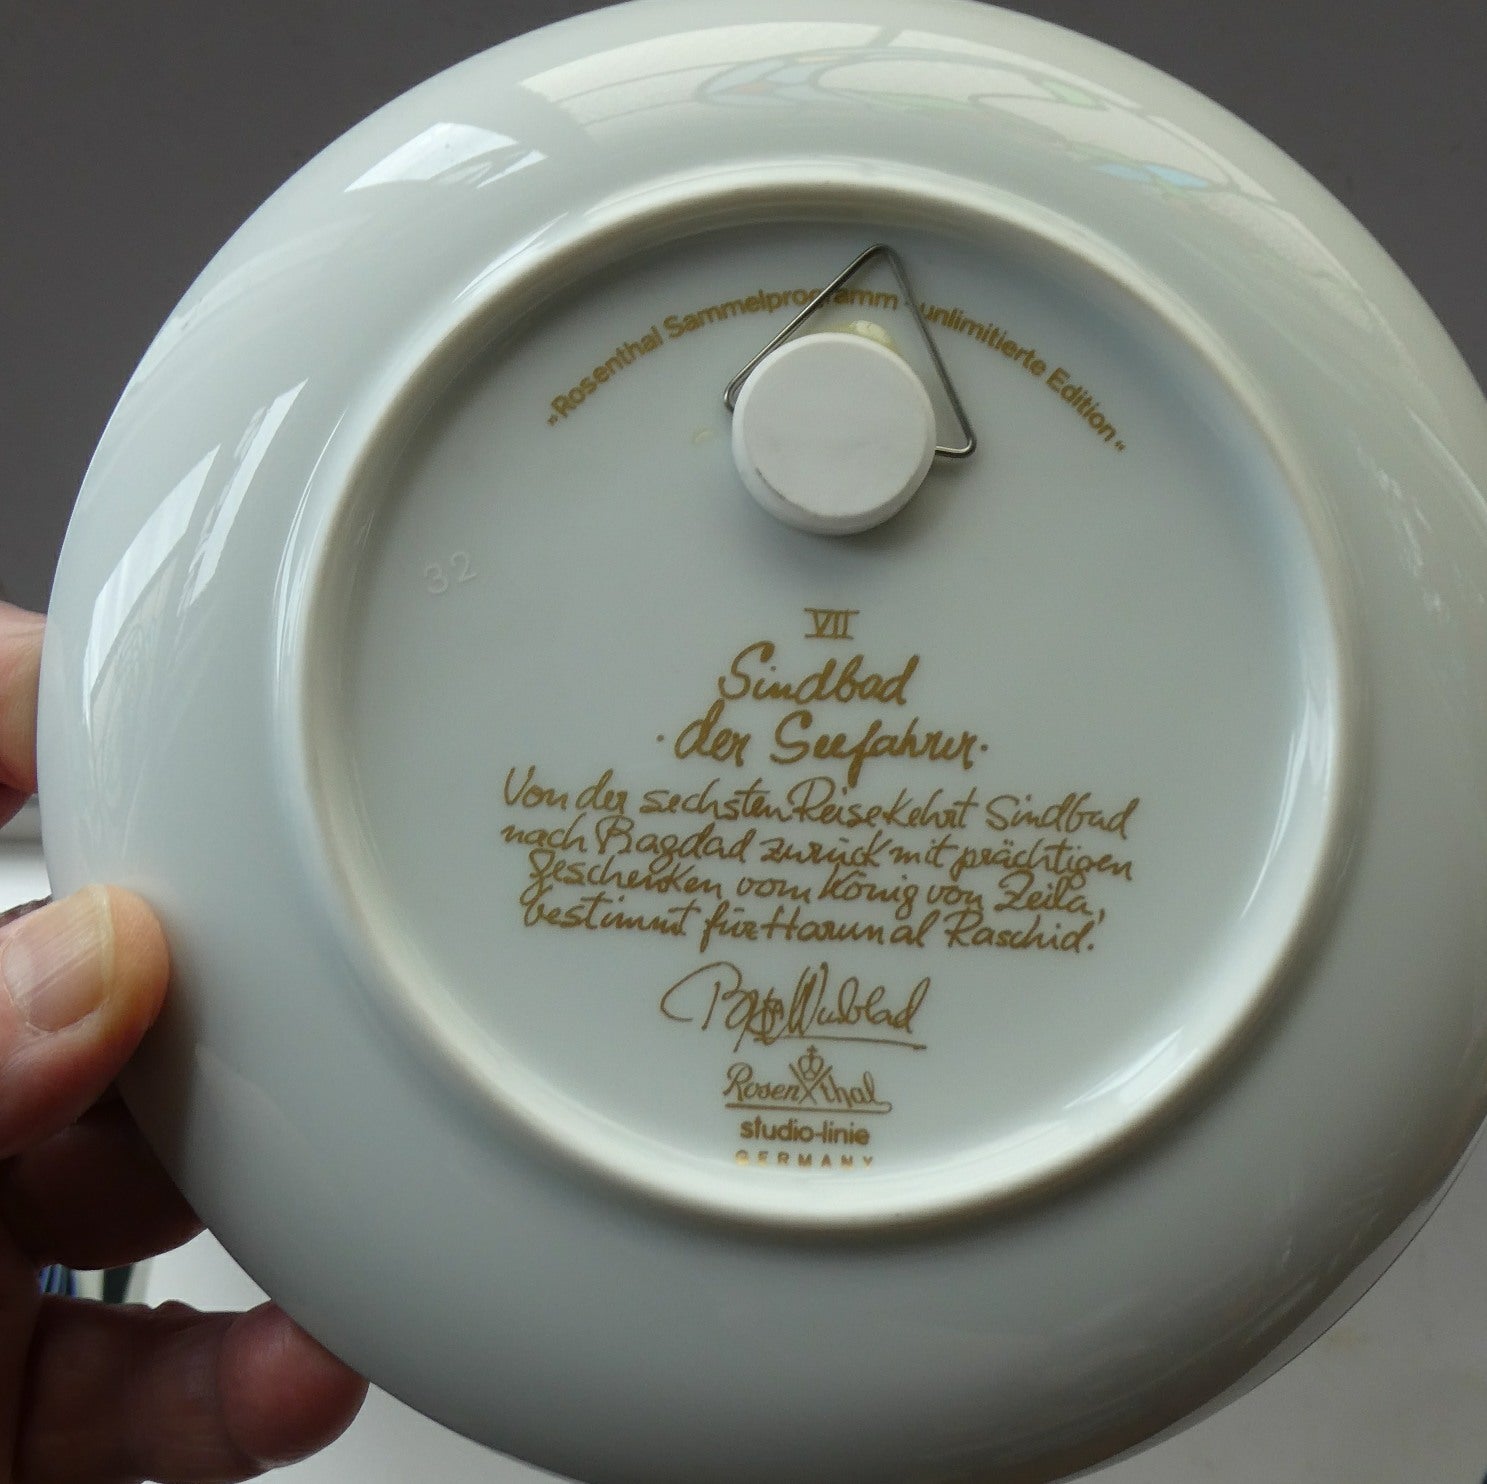 „Rosenthal Sammelprogramm - unlimitierte Edition“
32
VII
Sindbad
· der Seefahrer ·
Von der sechsten Reise kehrt Sindbad
nach Bagdad zurück mit prächtigen
Geschenken vom König von Zeila,
bestimmt für Harun al Raschid.
Wiinblad
Rosenthal
studio-linie
GERMANY